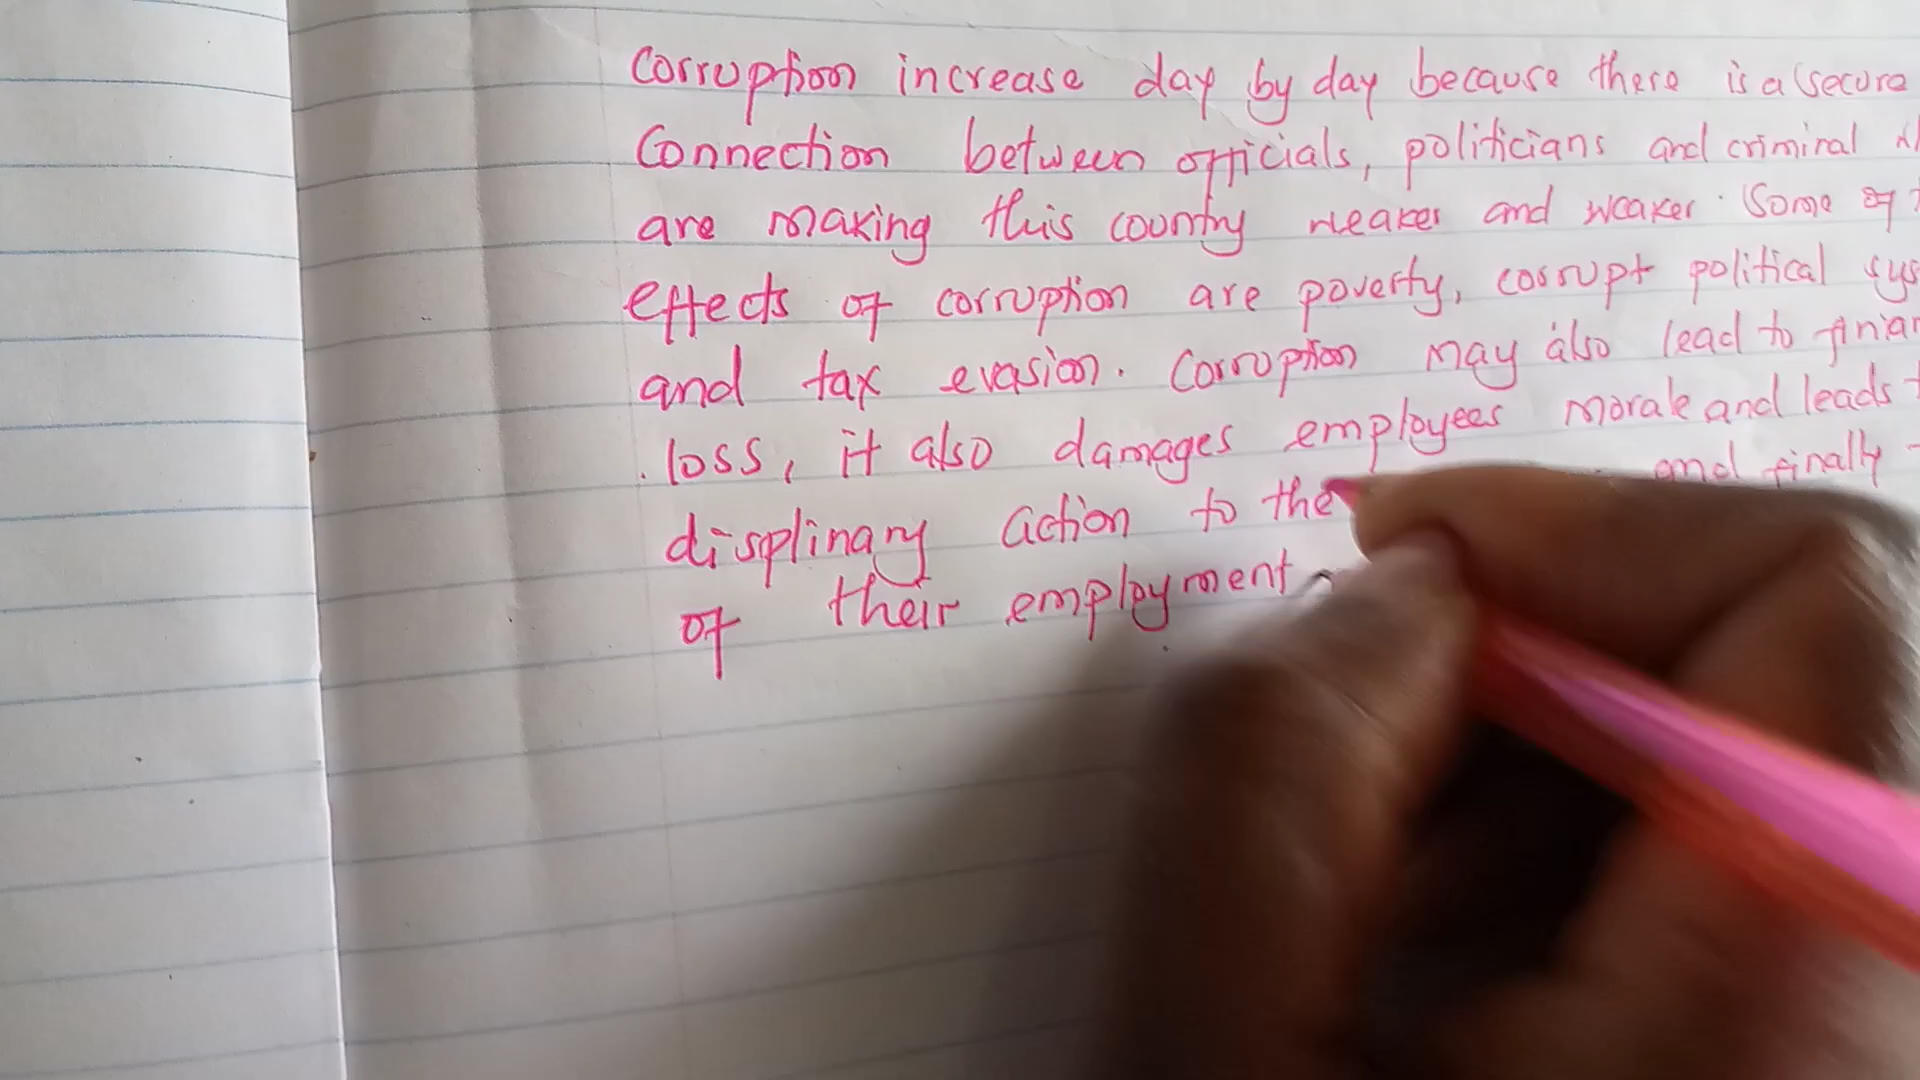 Corruption increase day by day because there is a secure
Connection between officials, politicians and criminal
are making this country weaker and weaker. Some of
effects of corruption are poverty, corrupt political
and tax evasion. Corruption may also lead to
loss, it also damages employees morale and leads
displinary action to the and finally
of their employment